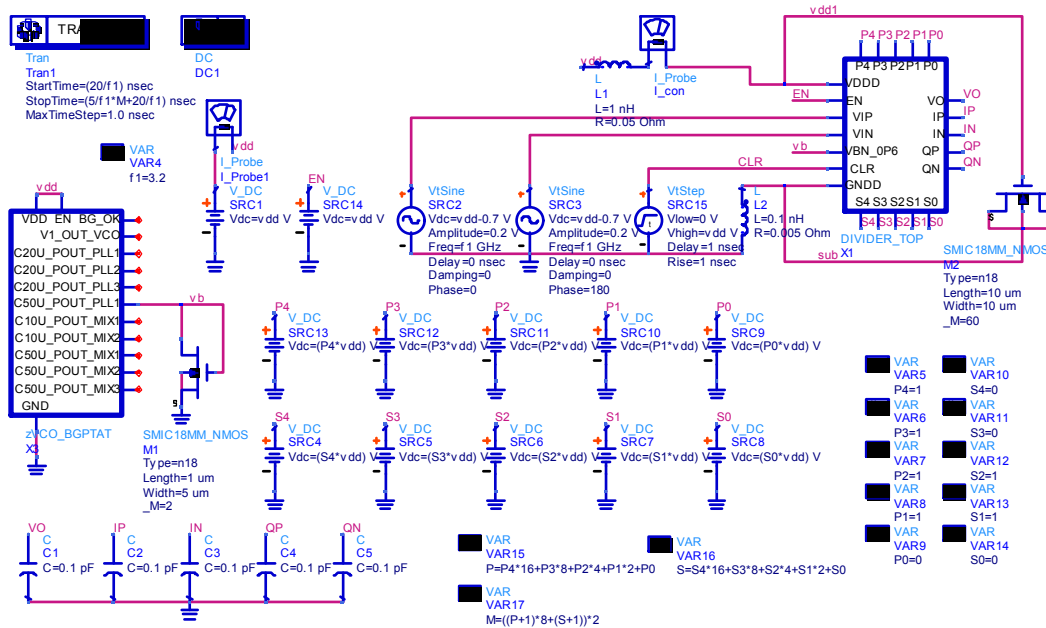 TRA
Tran
Tran1
StartTime=(20/f1) nsec
StopTime=(5/f1*M+20/f1) nsec
MaxTimeStep=1.0 nsec
DC
DC1
VAR
VAR4
f1=3.2
vdd
I_Probe
I_Probe1
V_DC
SRC1
Vdc=vdd V
EN
V_DC
SRC14
Vdc=vdd V
VtSine
SRC2
Vdc=vdd-0.7 V
Amplitude=0.2 V
Freq=f1 GHz
Delay=0 nsec
Damping=0
Phase=0
VtSine
SRC3
Vdc=vdd-0.7 V
Amplitude=0.2 V
Freq=f1 GHz
Delay=0 nsec
Damping=0
Phase=180
VtStep
SRC15
Vlow=0 V
Vhigh=vdd V
Delay=1 nsec
Rise=1 nsec
L
L2
L=0.1 nH
R=0.005 Ohm
vdd
L
L1
L=1 nH
R=0.05 Ohm
I_Probe
I_con
vdd1
P4 P3 P2 P1 P0
P4 P3 P2 P1 P0
VDDD
EN
EN
VIP
VIN
vb
VBN_0P6
CLR
CLR
GNDD
VO
VO
IP
IP
IN
IN
QP
QP
QN
QN
S4 S3 S2 S1 S0
S4 S3 S2 S1 S0
DIVIDER_TOP
X1
sub
s
SMIC18MM_NMOS
M2
Type=n18
Length=10 um
Width=10 um
_M=60
vdd
VDD EN BG_OK
V1_OUT_VCO
C20U_POUT_PLL1
C20U_POUT_PLL2
C20U_POUT_PLL3
C50U_POUT_PLL1
C10U_POUT_MIX1
C10U_POUT_MIX2
C50U_POUT_MIX1
C50U_POUT_MIX2
C50U_POUT_MIX3
GND
zVCO_BGPTAT
X3
vb
s
SMIC18MM_NMOS
M1
Type=n18
Length=1 um
Width=5 um
_M=2
P4
V_DC
SRC13
Vdc=(P4*vdd) V
P3
V_DC
SRC12
Vdc=(P3*vdd) V
P2
V_DC
SRC11
Vdc=(P2*vdd) V
P1
V_DC
SRC10
Vdc=(P1*vdd) V
P0
V_DC
SRC9
Vdc=(P0*vdd) V
S4
V_DC
SRC4
Vdc=(S4*vdd) V
S3
V_DC
SRC5
Vdc=(S3*vdd) V
S2
V_DC
SRC6
Vdc=(S2*vdd) V
S1
V_DC
SRC7
Vdc=(S1*vdd) V
S0
V_DC
SRC8
Vdc=(S0*vdd) V
VAR
VAR5
P4=1
VAR
VAR10
S4=0
VAR
VAR6
P3=1
VAR
VAR11
S3=0
VAR
VAR7
P2=1
VAR
VAR12
S2=1
VAR
VAR8
P1=1
VAR
VAR13
S1=1
VAR
VAR9
P0=0
VAR
VAR14
S0=0
VO
C
C1
C=0.1 pF
IP
C
C2
C=0.1 pF
IN
C
C3
C=0.1 pF
QP
C
C4
C=0.1 pF
QN
C
C5
C=0.1 pF
VAR
VAR15
P=P4*16+P3*8+P2*4+P1*2+P0
VAR
VAR16
S=S4*16+S3*8+S2*4+S1*2+S0
VAR
VAR17
M=((P+1)*8+(S+1))*2